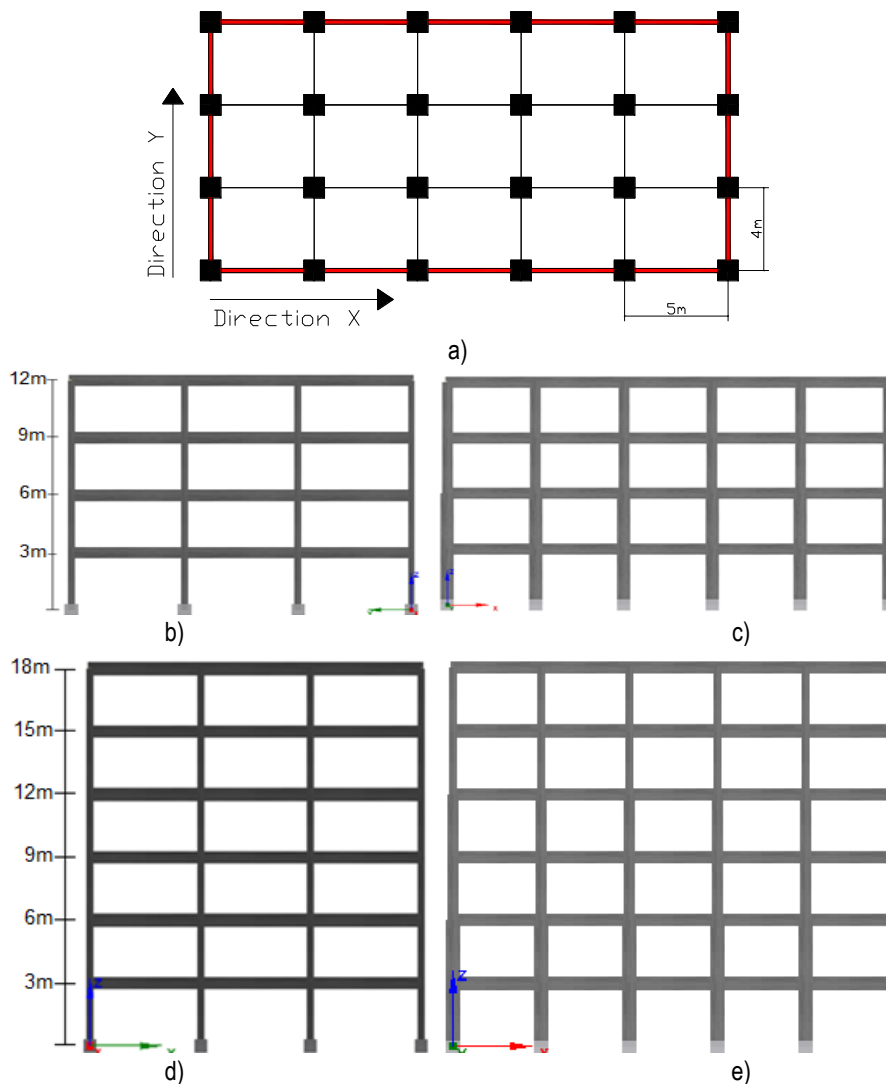 Direction Y
4m
5m
Direction X
a)
12m
9m
6m
3m
Z
X
Z
X
b)
c)
18m
15m
12m
9m
6m
3m
Z
X
Z
Y
X
d)
e)